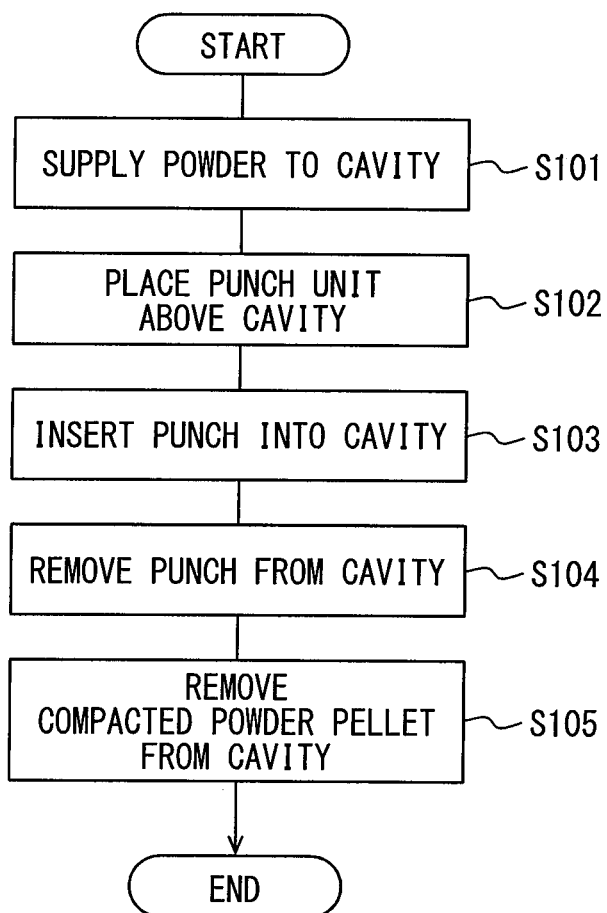 START
SUPPLY POWDER TO CAVITY
S101
PLACE PUNCH UNIT
ABOVE CAVITY
S102
INSERT PUNCH INTO CAVITY
S103
REMOVE PUNCH FROM CAVITY
S104
REMOVE
COMPACTED POWDER PELLET
FROM CAVITY
S105
END